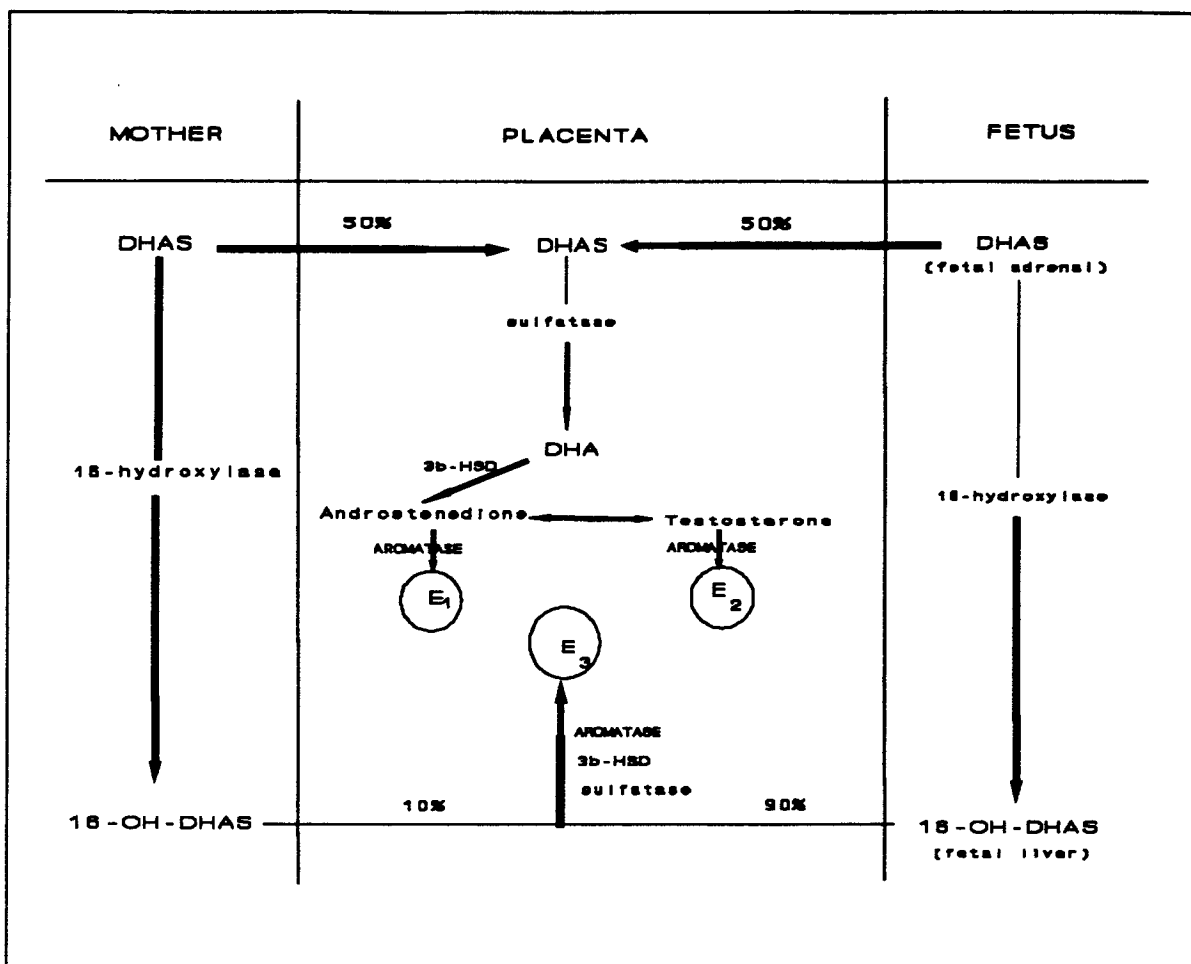 MOTHER PLACENTA FETUS
50% 50%
DHAS DHAS DHAS
(fetal adrenal)
sulfatase
DHA
3b-HSD
16-hydroxylase 16-hydroxylase
Androstenedione Testosterone
AROMATASE AROMATASE
E1 E2
E3
AROMATASE
3b-HSD
sulfatase
10% 90%
16-OH-DHAS 16-OH-DHAS
(fetal liver)